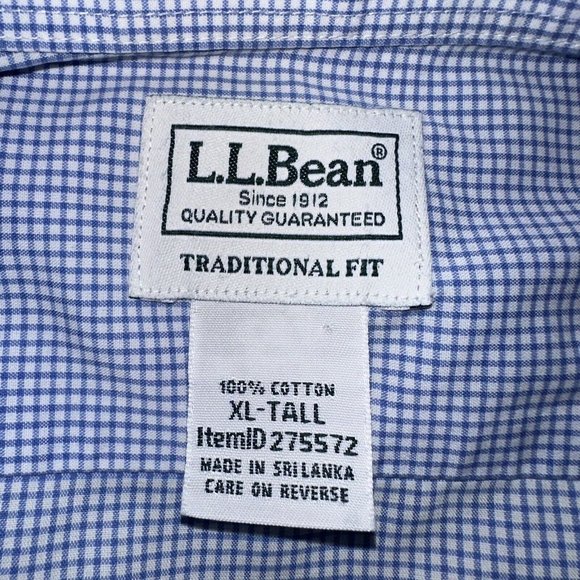 L.L.Bean®
Since 1912
QUALITY GUARANTEED
TRADITIONAL FIT
100% COTTON
XL-TALL
ItemID 275572
MADE IN SRI LANKA
CARE ON REVERSE